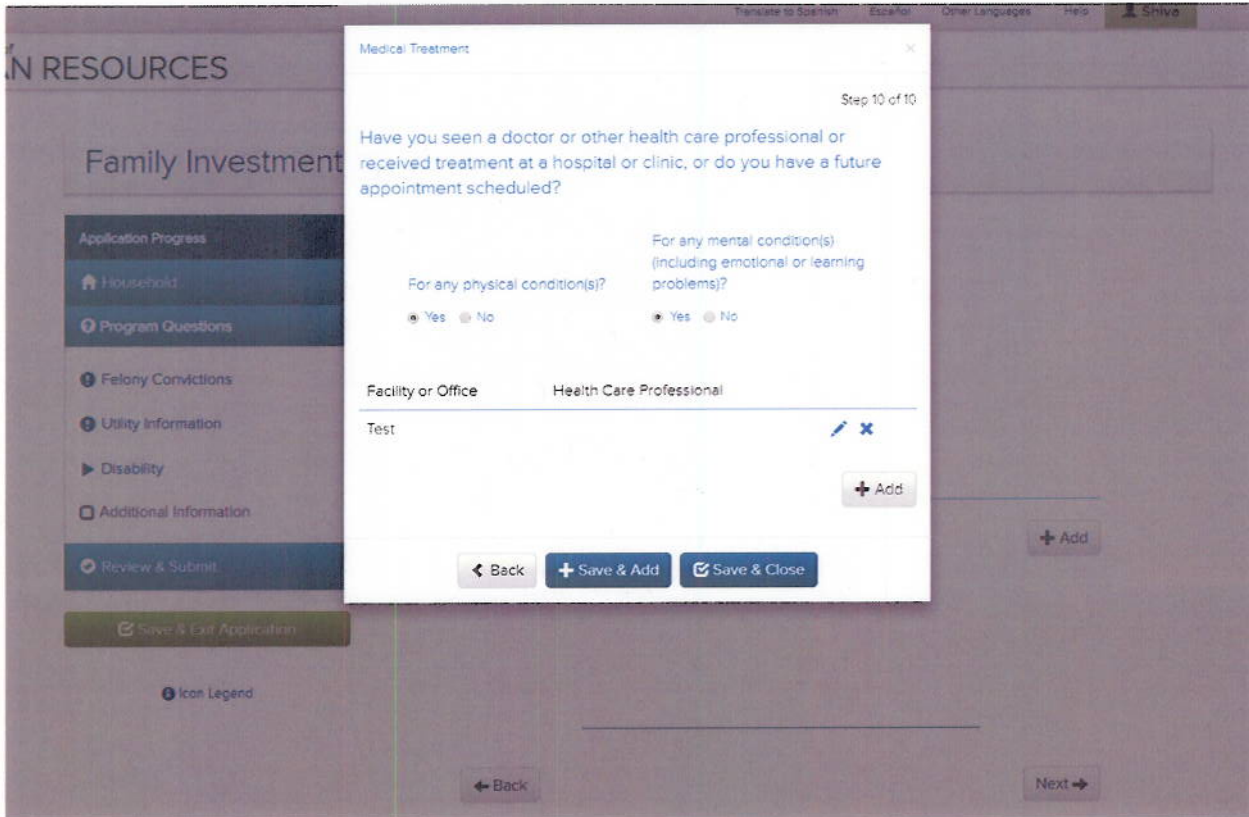 Translate to Spanish Español Other Languages Help Shiva
of
AN RESOURCES
Family Investment
Application Progress
Household
Program Questions
Felony Convictions
Utility Information
Disability
Additional Information
Review & Submit
Save & Exit Application
Icon Legend
Medical Treatment
Step 10 of 10
Have you seen a doctor or other health care professional or
received treatment at a hospital or clinic, or do you have a future
appointment scheduled?
For any physical condition(s)?
Yes No
For any mental condition(s)
(including emotional or learning
problems)?
Yes No
Facility or Office Health Care Professional
Test
Add
Back Save & Add Save & Close
Add
Back Next